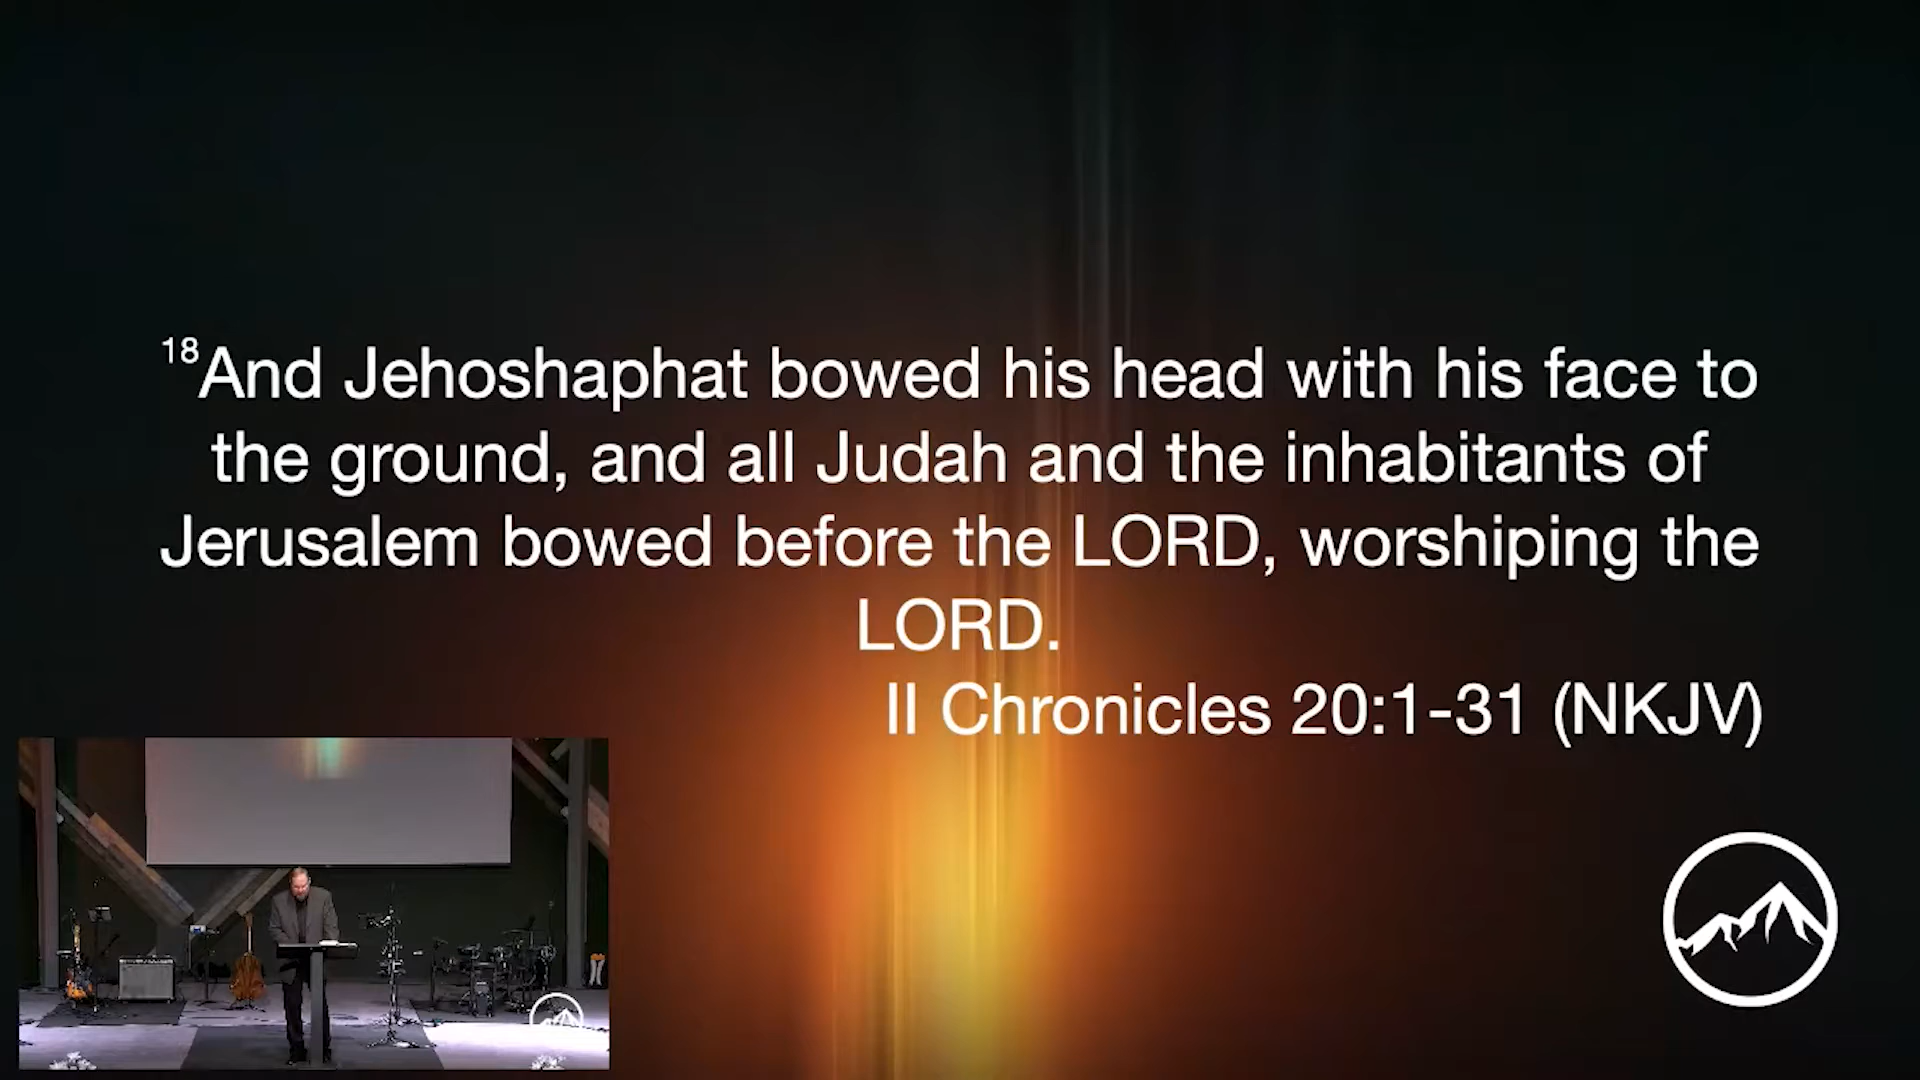 18And Jehoshaphat bowed his head with his face to
the ground, and all Judah and the inhabitants of
Jerusalem bowed before the LORD, worshiping the
LORD.
II Chronicles 20:1-31 (NKJV)